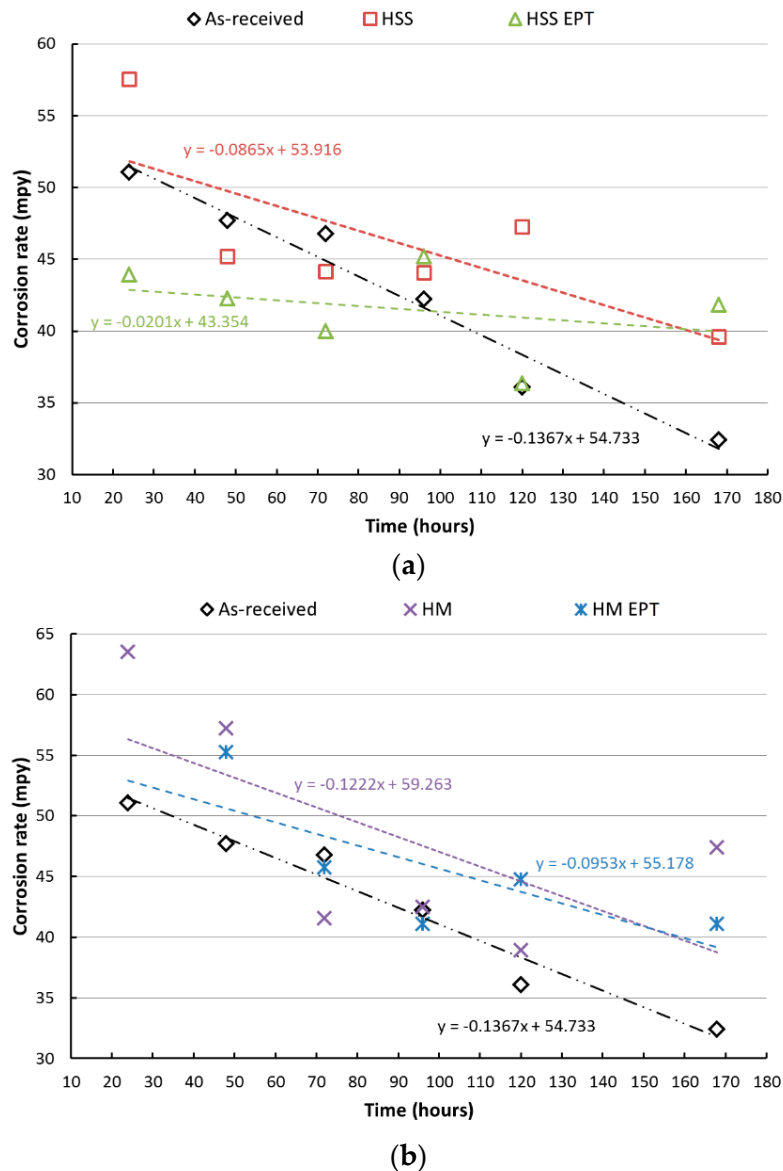 As-received HSS HSS EPT
60
55
50
45
40
35
30
Corrosion rate (mpy)
y = -0.0865x + 53.916
y = -0.0201x + 43.354
y = -0.1367x + 54.733
10 20 30 40 50 60 70 80 90 100 110 120 130 140 150 160 170 180
Time (hours)
(a)
As-received HM HM EPT
65
60
55
50
45
40
35
30
Corrosion rate (mpy)
y = -0.1222x + 59.263
y = -0.0953x + 55.178
y = -0.1367x + 54.733
10 20 30 40 50 60 70 80 90 100 110 120 130 140 150 160 170 180
Time (hours)
(b)